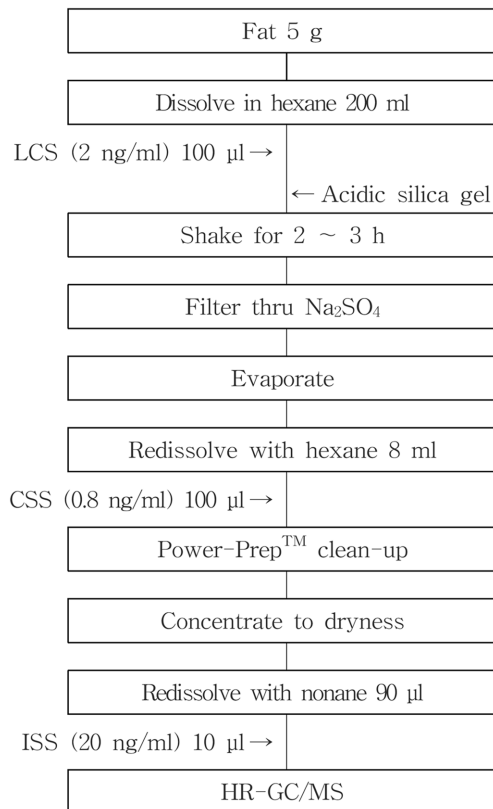 Fat 5 g
Dissolve in hexane 200 ml
LCS (2 ng/ml) 100 μl→
← Acidic silica gel
Shake for 2 ~ 3 h
Filter thru Na₂SO₄
Evaporate
Redissolve with hexane 8 ml
CSS (0.8 ng/ml) 100 μl→
Power-Prep™ clean-up
Concentrate to dryness
Redissolve with nonane 90 μl
ISS (20 ng/ml) 10 μl→
HR-GC/MS